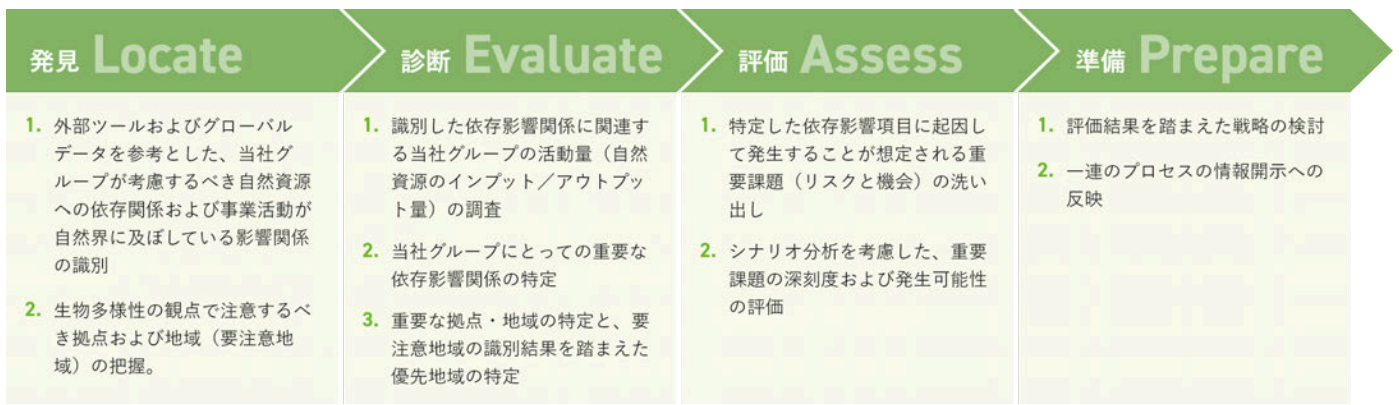 発見 Locate
1. 外部ツールおよびグローバル
データを参考とした、当社グ
ループが考慮するべき自然資源
への依存関係および事業活動が
自然界に及ぼしている影響関係
の識別
2. 生物多様性の観点で注意するべ
き拠点および地域（要注意地
域）の把握。
診断 Evaluate
1. 識別した依存影響関係に関連す
る当社グループの活動量（自然
資源のインプット／アウトプッ
ト量）の調査
2. 当社グループにとっての重要な
依存影響関係の特定
3. 重要な拠点・地域の特定と、要
注意地域の識別結果を踏まえた
優先地域の特定
評価 Assess
1. 特定した依存影響項目に起因し
て発生することが想定される重
要課題（リスクと機会）の洗い
出し
2. シナリオ分析を考慮した、重要
課題の深刻度および発生可能性
の評価
準備 Prepare
1. 評価結果を踏まえた戦略の検討
2. 一連のプロセスの情報開示への
反映